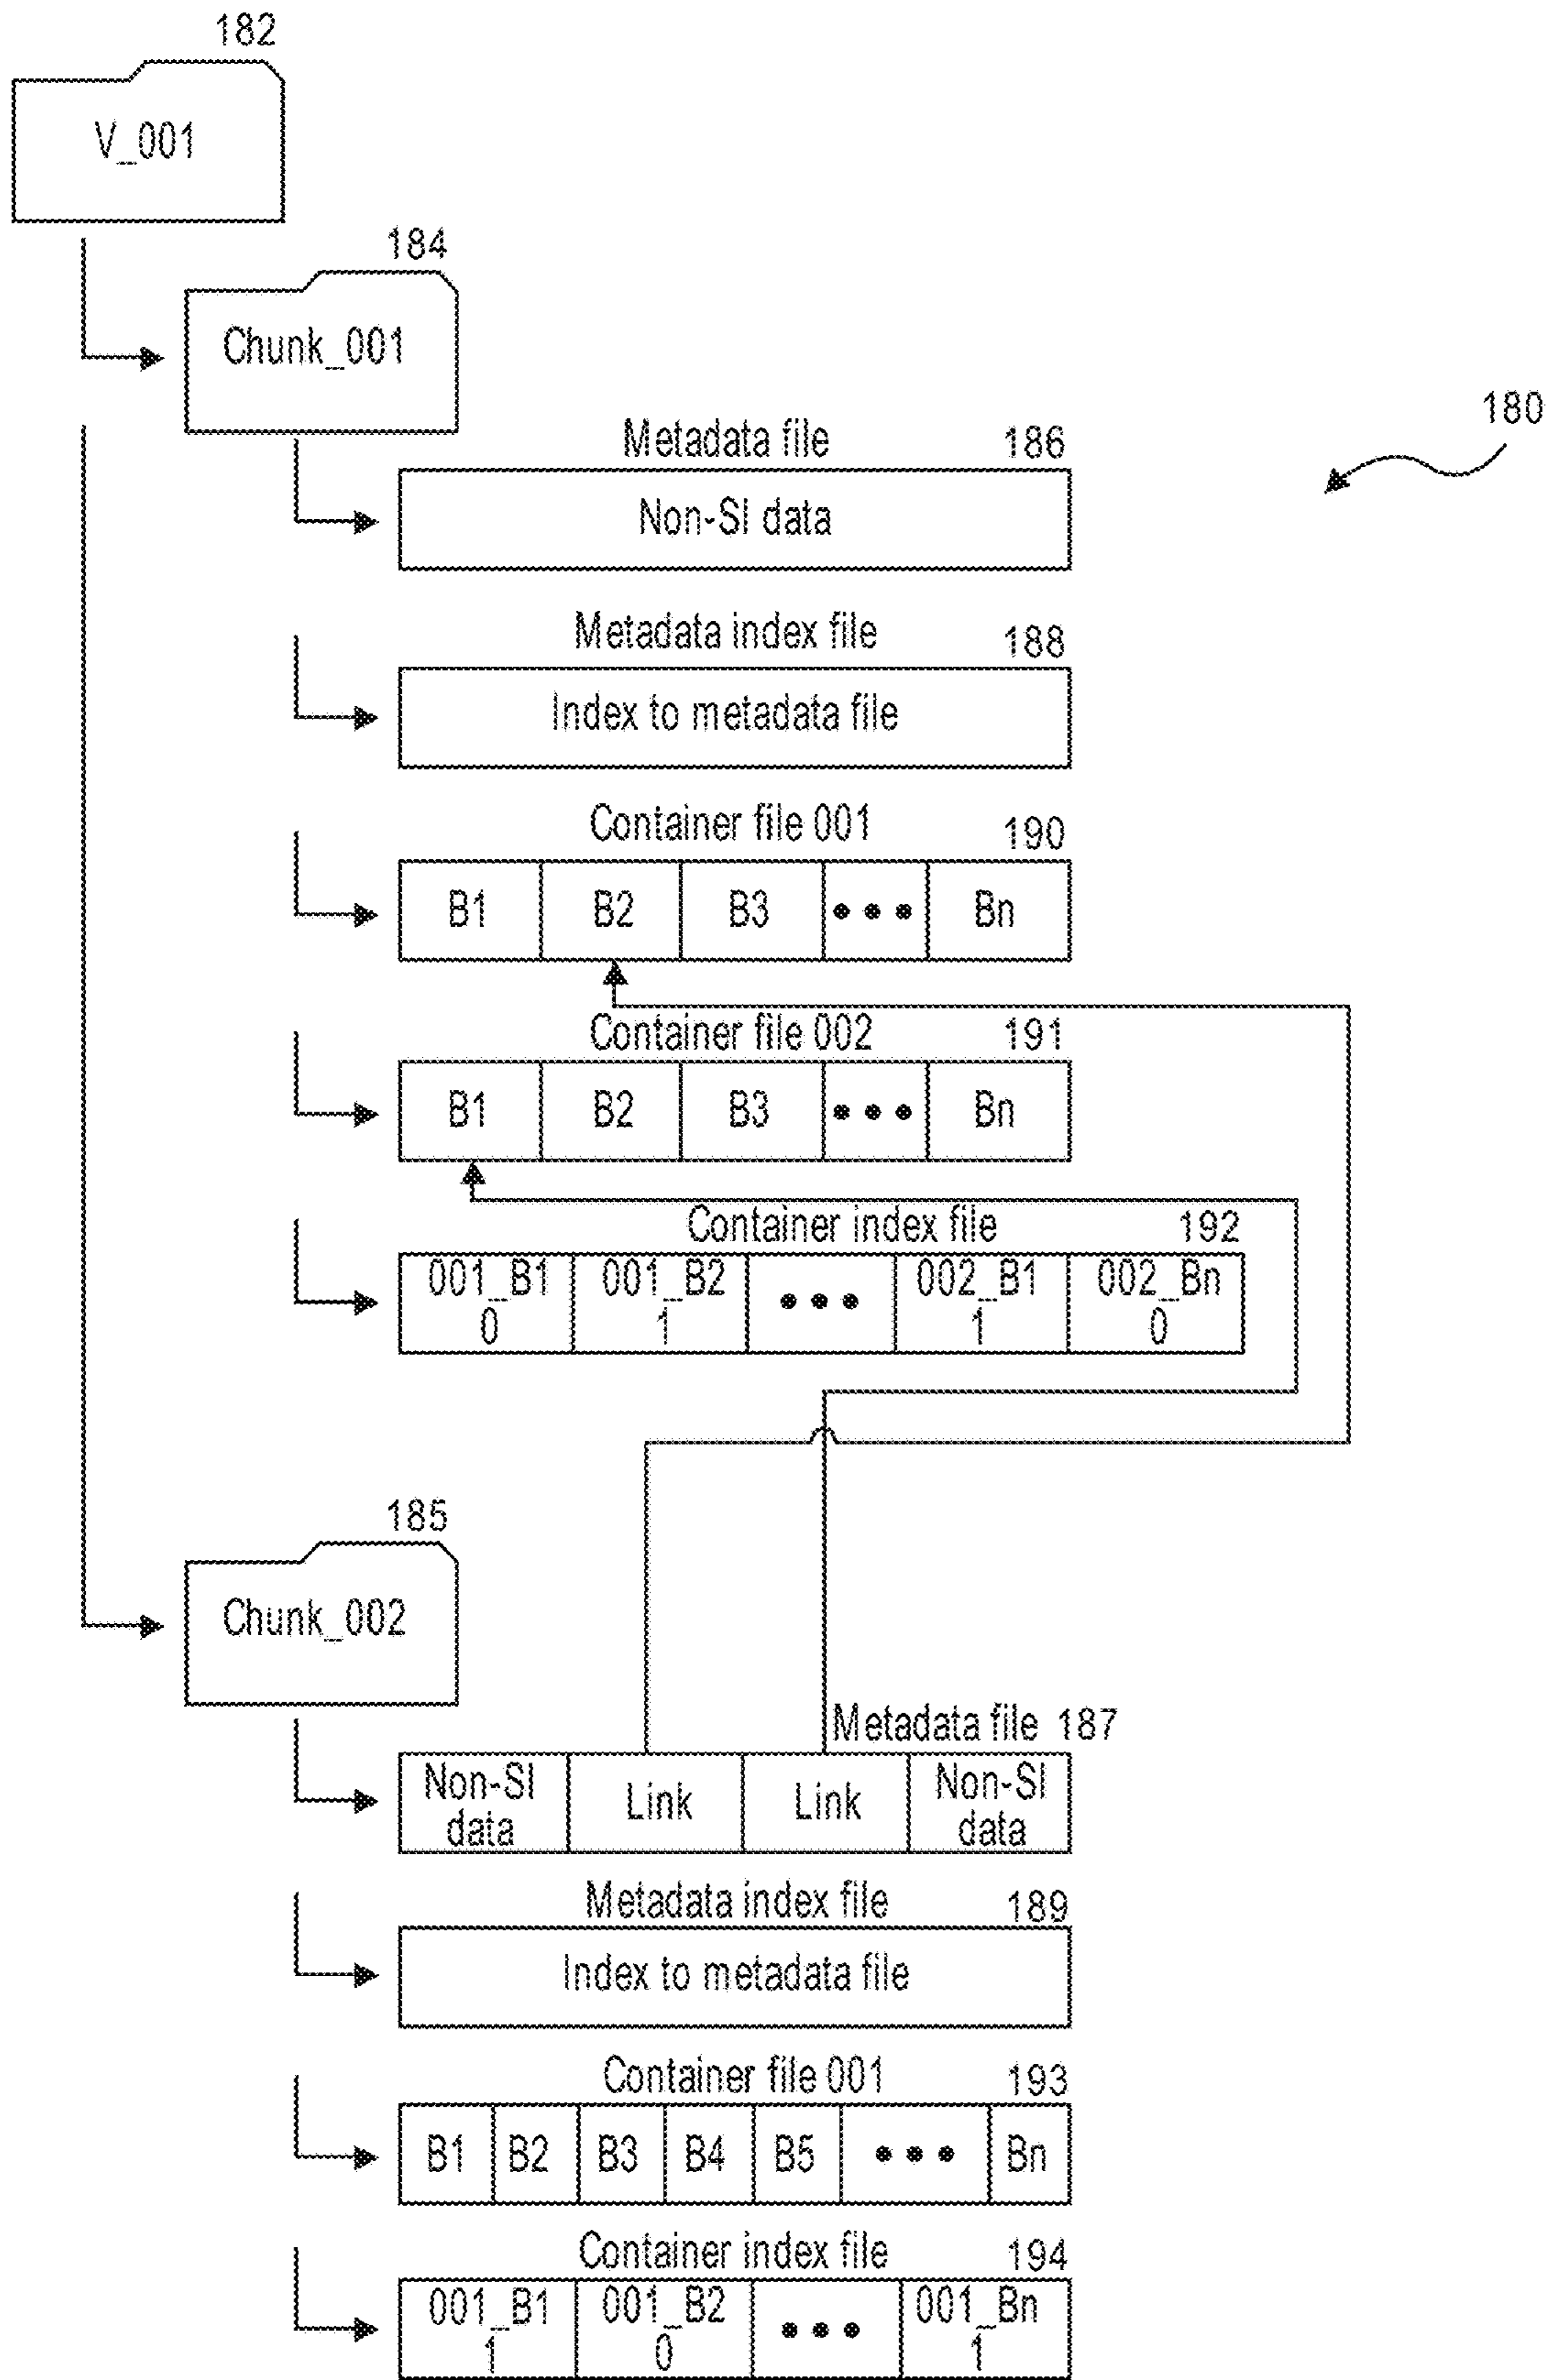 182
V_001
184
Chunk_001
180
Metadata file 186
Non-SI data
Metadata index file 188
Index to metadata file
Container file 001 190
B1 B2 B3 ••• Bn
Container file 002 191
B1 B2 B3 ••• Bn
Container index file 192
001_B1 001_B2 ••• 002_B1 002_Bn
0 1 1 0
185
Chunk_002
Metadata file 187
Non-SI Link Link Non-SI
data data
Metadata index file 189
Index to metadata file
Container file 001 193
B1 B2 B3 B4 B5 ••• Bn
Container index file 194
001_B1 001_B2 ••• 001_Bn
1 0 1